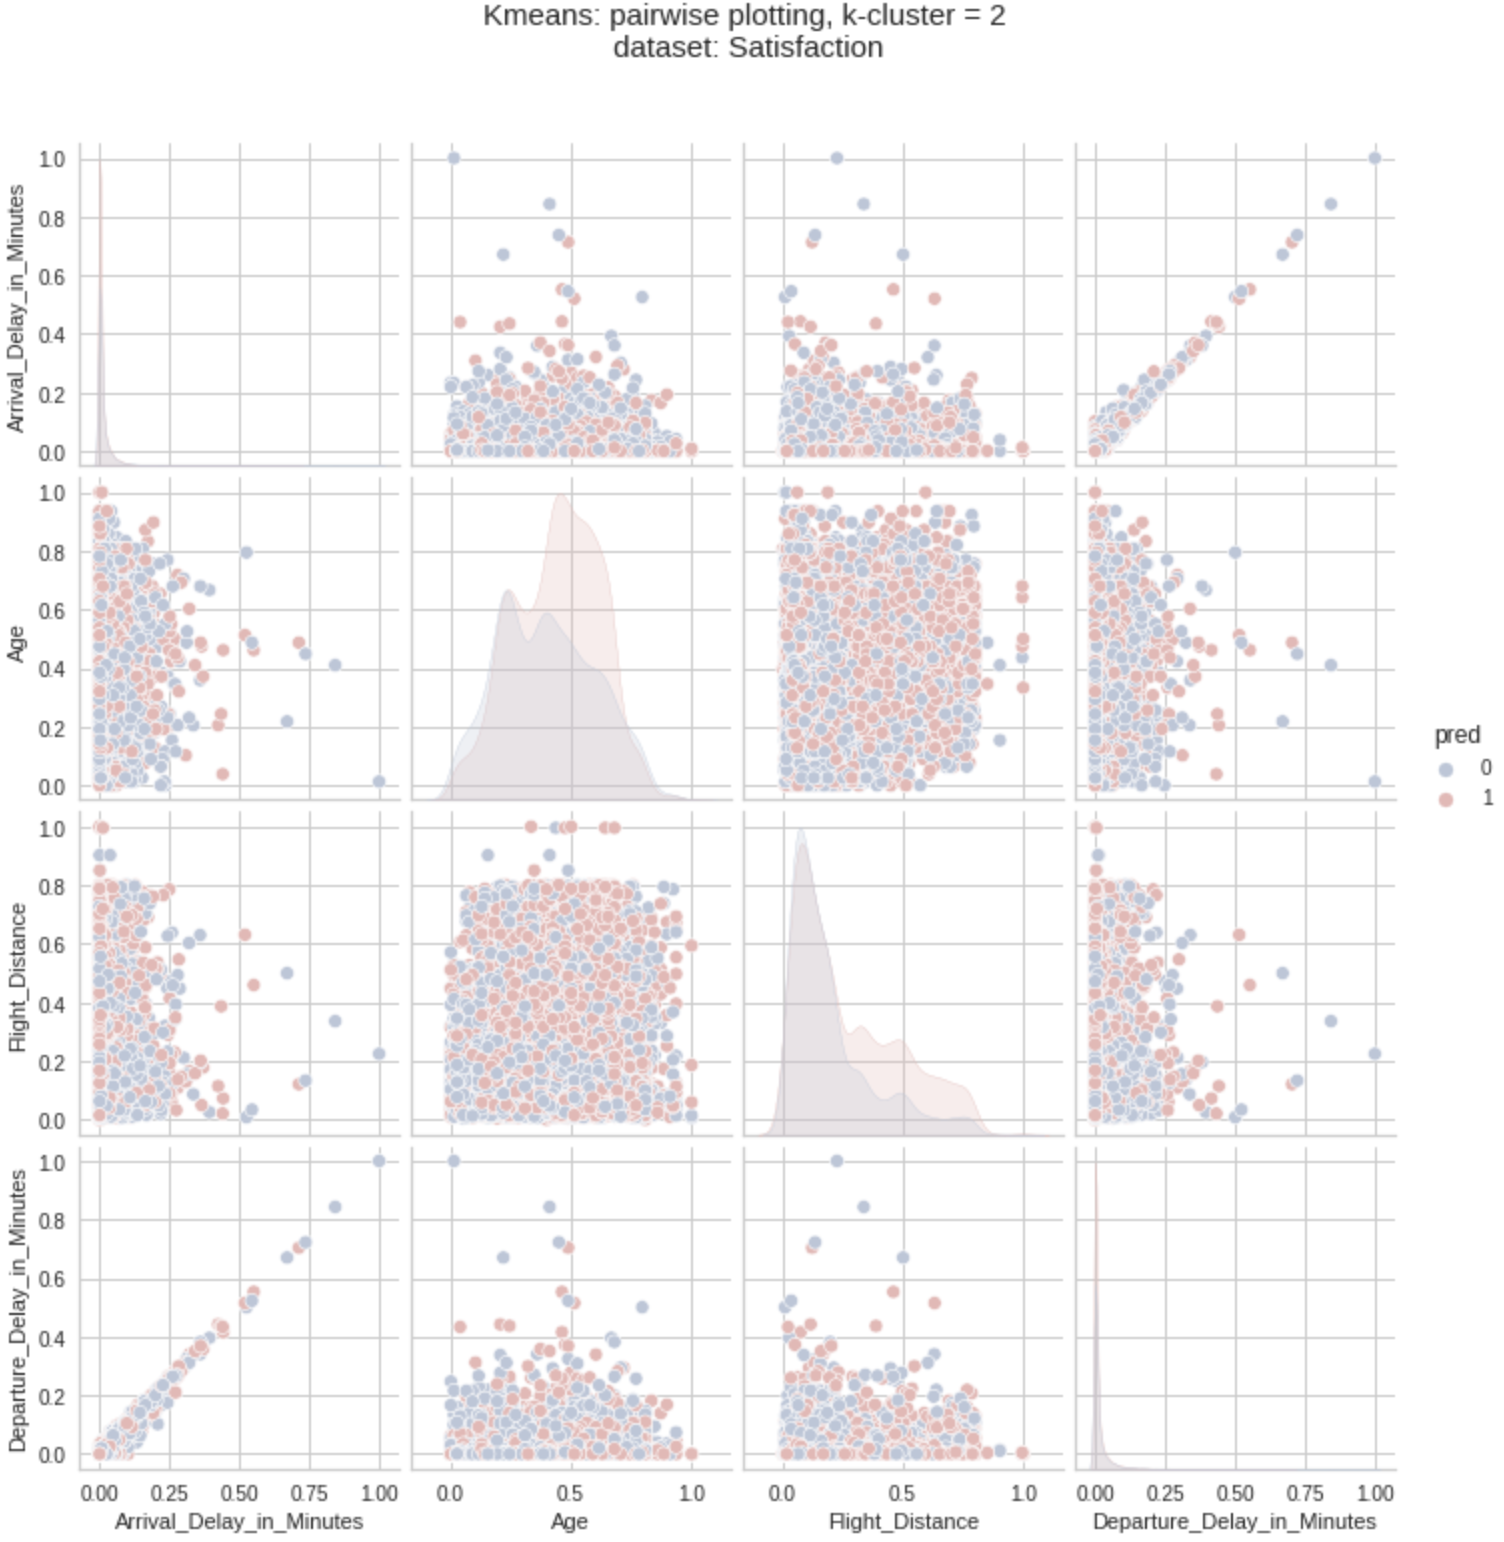 Kmeans: pairwise plotting, k-cluster = 2
dataset: Satisfaction
Arrival_Delay_in_Minutes
1.0
0.8
0.6
0.4
0.2
0.0
Age
1.0
0.8
0.6
0.4
0.2
0.0
pred
0
1
Flight_Distance
1.0
0.8
0.6
0.4
0.2
0.0
Departure_Delay_in_Minutes
1.0
0.8
0.6
0.4
0.2
0.0
0.00 0.25 0.50 0.75 1.00 0.0 0.5 1.0 0.0 0.5 1.0 0.00 0.25 0.50 0.75 1.00
Arrival_Delay_in_Minutes Age Flight_Distance Departure_Delay_in_Minutes